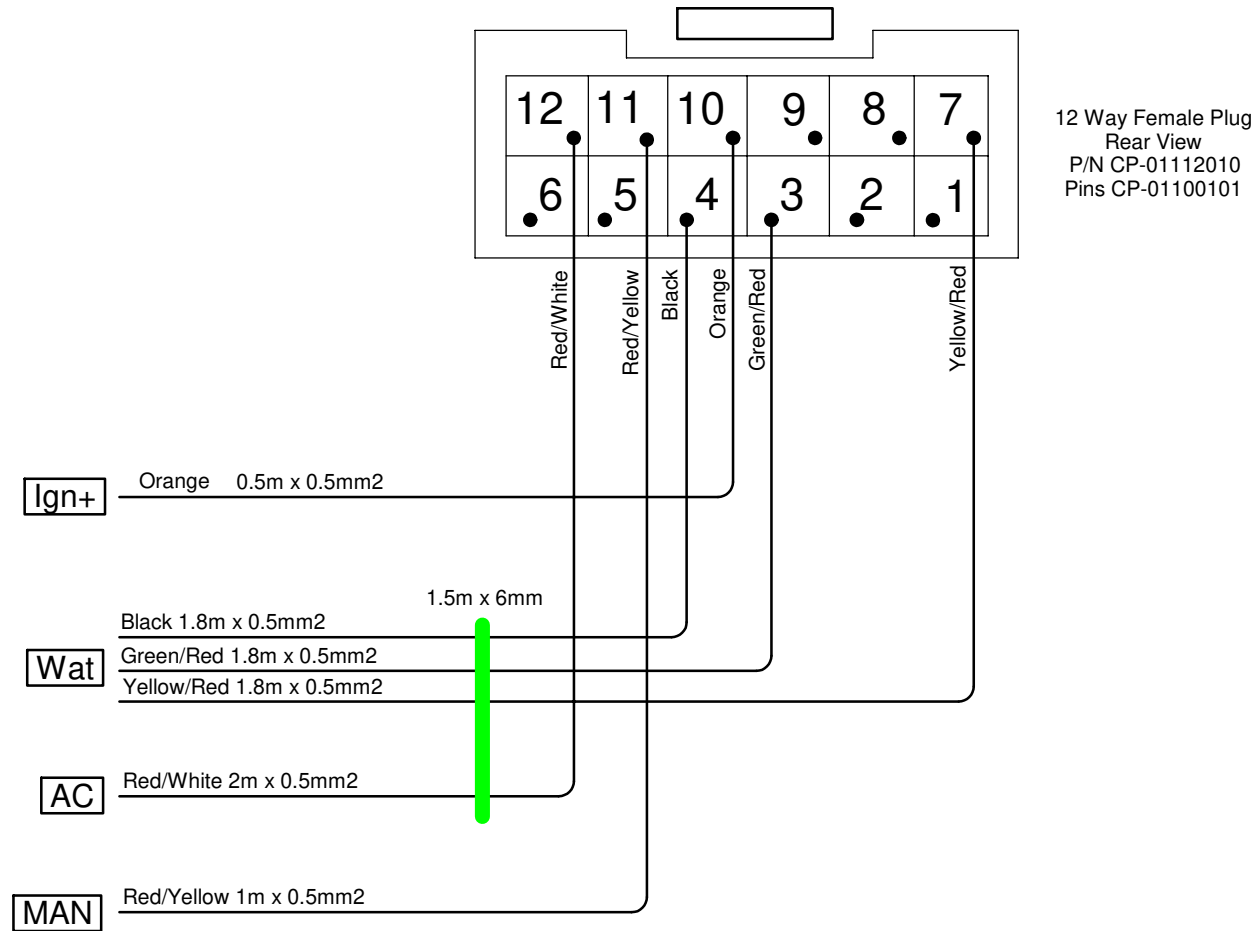 12 11 10 9 8 7
6 5 4 3 2 1
12 Way Female Plug
Rear View
P/N CP-01112010
Pins CP-01100101
Red/White
Red/Yellow
Black
Orange
Green/Red
Yellow/Red
Ign+
Orange 0.5m x 0.5mm2
1.5m x 6mm
Wat
Black 1.8m x 0.5mm2
Green/Red 1.8m x 0.5mm2
Yellow/Red 1.8m x 0.5mm2
AC
Red/White 2m x 0.5mm2
MAN
Red/Yellow 1m x 0.5mm2